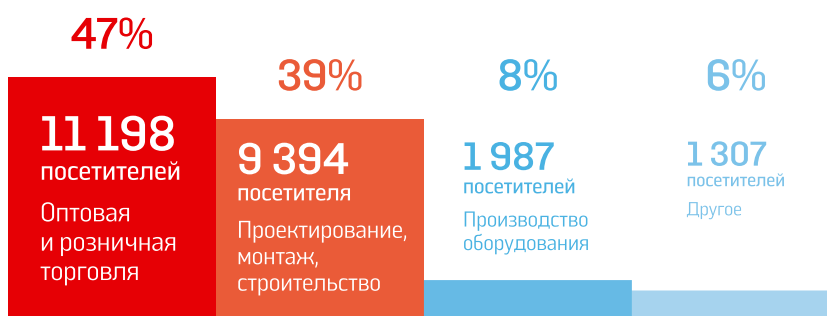 47%
11 198
посетителей
Оптовая
и розничная
торговля
39%
9 394
посетителя
Проектирование,
монтаж,
строительство
8%
1 987
посетителей
Производство
оборудования
6%
1 307
посетителей
Другое